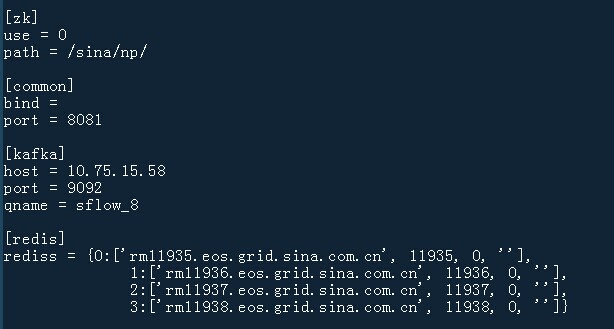 [zk]
use = 0
path = /sina/np/
[common]
bind =
port = 8081
[kafka]
host = 10.75.15.58
port = 9092
qname = sflow_8
[redis]
rediss = {0:['rm11935.eos.grid.sina.com.cn', 11935, 0, ''],
1:['rm11936.eos.grid.sina.com.cn', 11936, 0, ''],
2:['rm11937.eos.grid.sina.com.cn', 11937, 0, ''],
3:['rm11938.eos.grid.sina.com.cn', 11938, 0, '']}